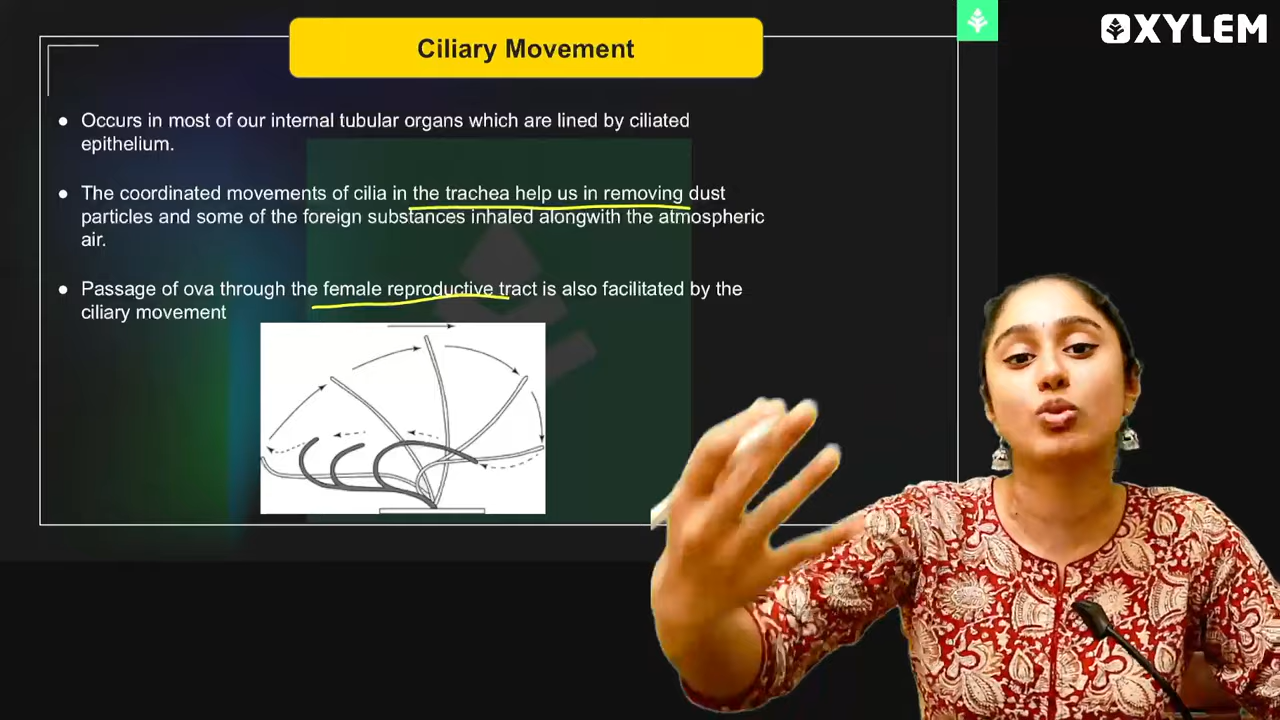 XYLEM
Ciliary Movement
● Occurs in most of our internal tubular organs which are lined by ciliated
epithelium.
● The coordinated movements of cilia in the trachea help us in removing dust
particles and some of the foreign substances inhaled alongwith the atmospheric
air.
● Passage of ova through the female reproductive tract is also facilitated by the
ciliary movement